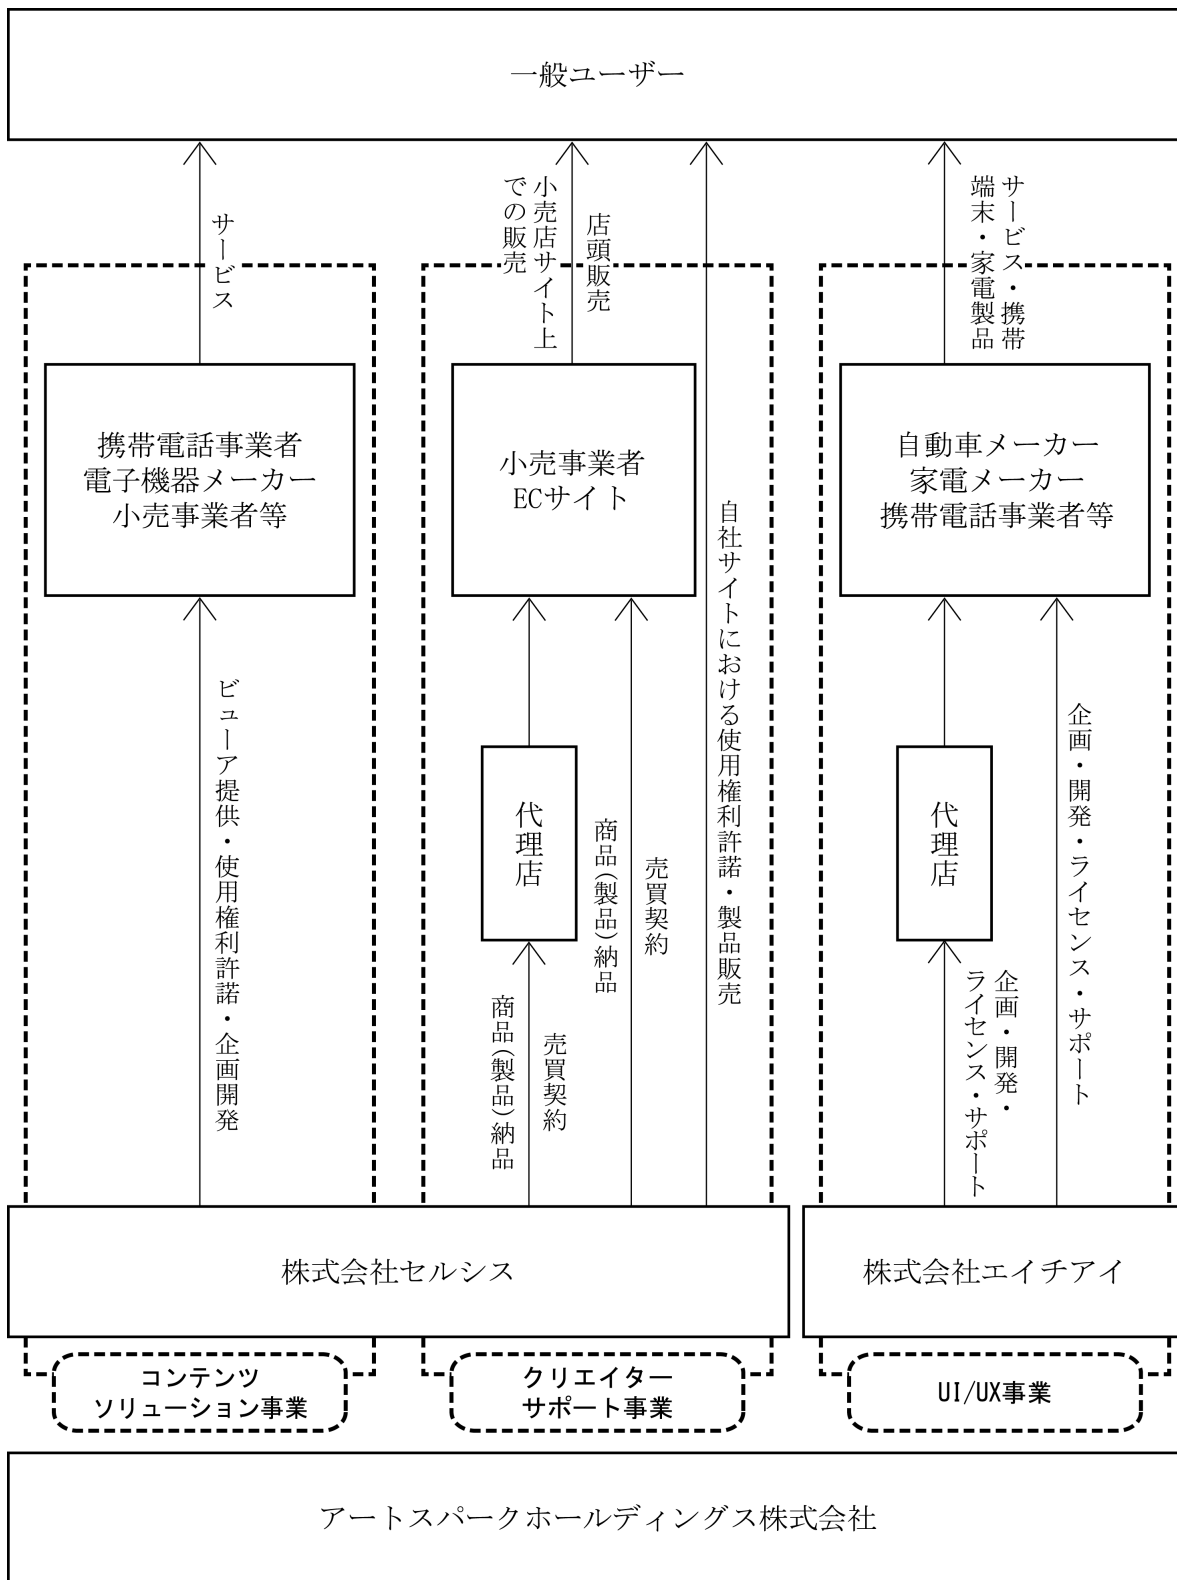 一般ユーザー
サービス
小売店サイト上
での販売
店頭販売
サービス・携帯
端末・家電製品
携帯電話事業者
電子機器メーカー
小売事業者等
小売事業者
ECサイト
自動車メーカー
家電メーカー
携帯電話事業者等
ビューア提供・使用権利許諾・企画開発
代理店
商品(製品)納品
売買契約
商品(製品)納品
売買契約
自社サイトにおける使用権利許諾・製品販売
代理店
企画・開発・
ライセンス・サポート
企画・開発・ライセンス・サポート
株式会社セルシス
株式会社エイチアイ
コンテンツ
ソリューション事業
クリエイター
サポート事業
UI/UX事業
アートスパークホールディングス株式会社